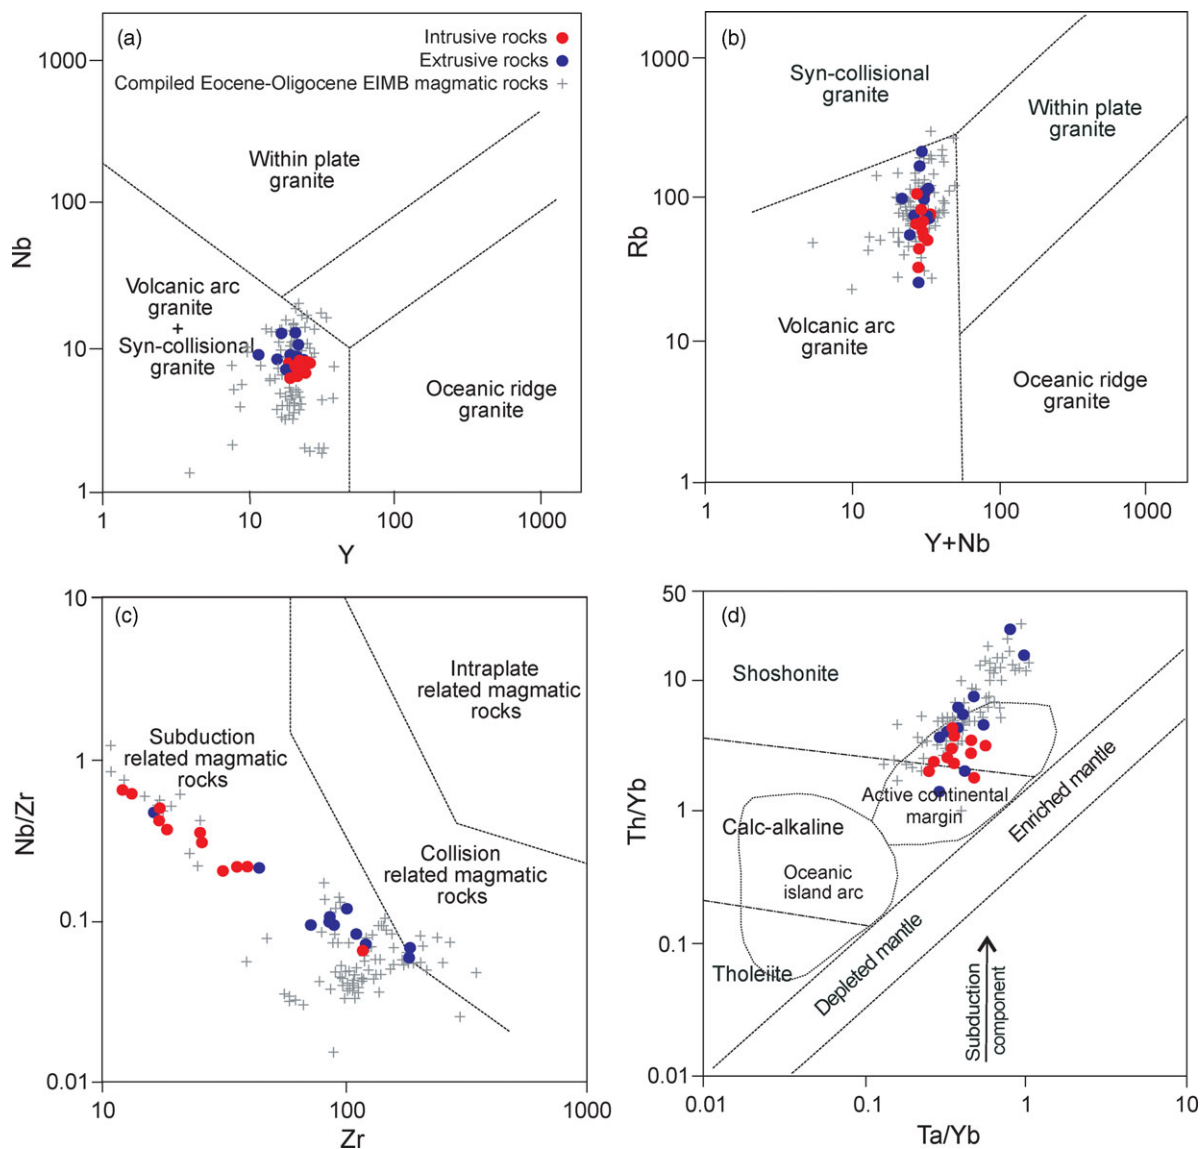 (a)
Intrusive rocks
Extrusive rocks
Compiled Eocene-Oligocene EIMB magmatic rocks
1000
100
10
1
Nb
Within plate
granite
Volcanic arc
granite
+
Syn-collisional
granite
Oceanic ridge
granite
1
10
100
1000
Y
(b)
1000
100
10
1
Rb
Syn-collisional
granite
Within plate
granite
Volcanic arc
granite
Oceanic ridge
granite
1
10
100
1000
Y+Nb
(c)
10
1
0.1
0.01
Nb/Zr
Intraplate
related magmatic
rocks
Subduction
related magmatic
rocks
Collision
related magmatic
rocks
10
100
1000
Zr
(d)
50
10
1
0.1
0.01
Th/Yb
Shoshonite
Active continental
margin
Calc-alkaline
Oceanic
island arc
Tholeiite
Enriched mantle
Depleted mantle
Subduction
component
0.01
0.1
1
10
Ta/Yb